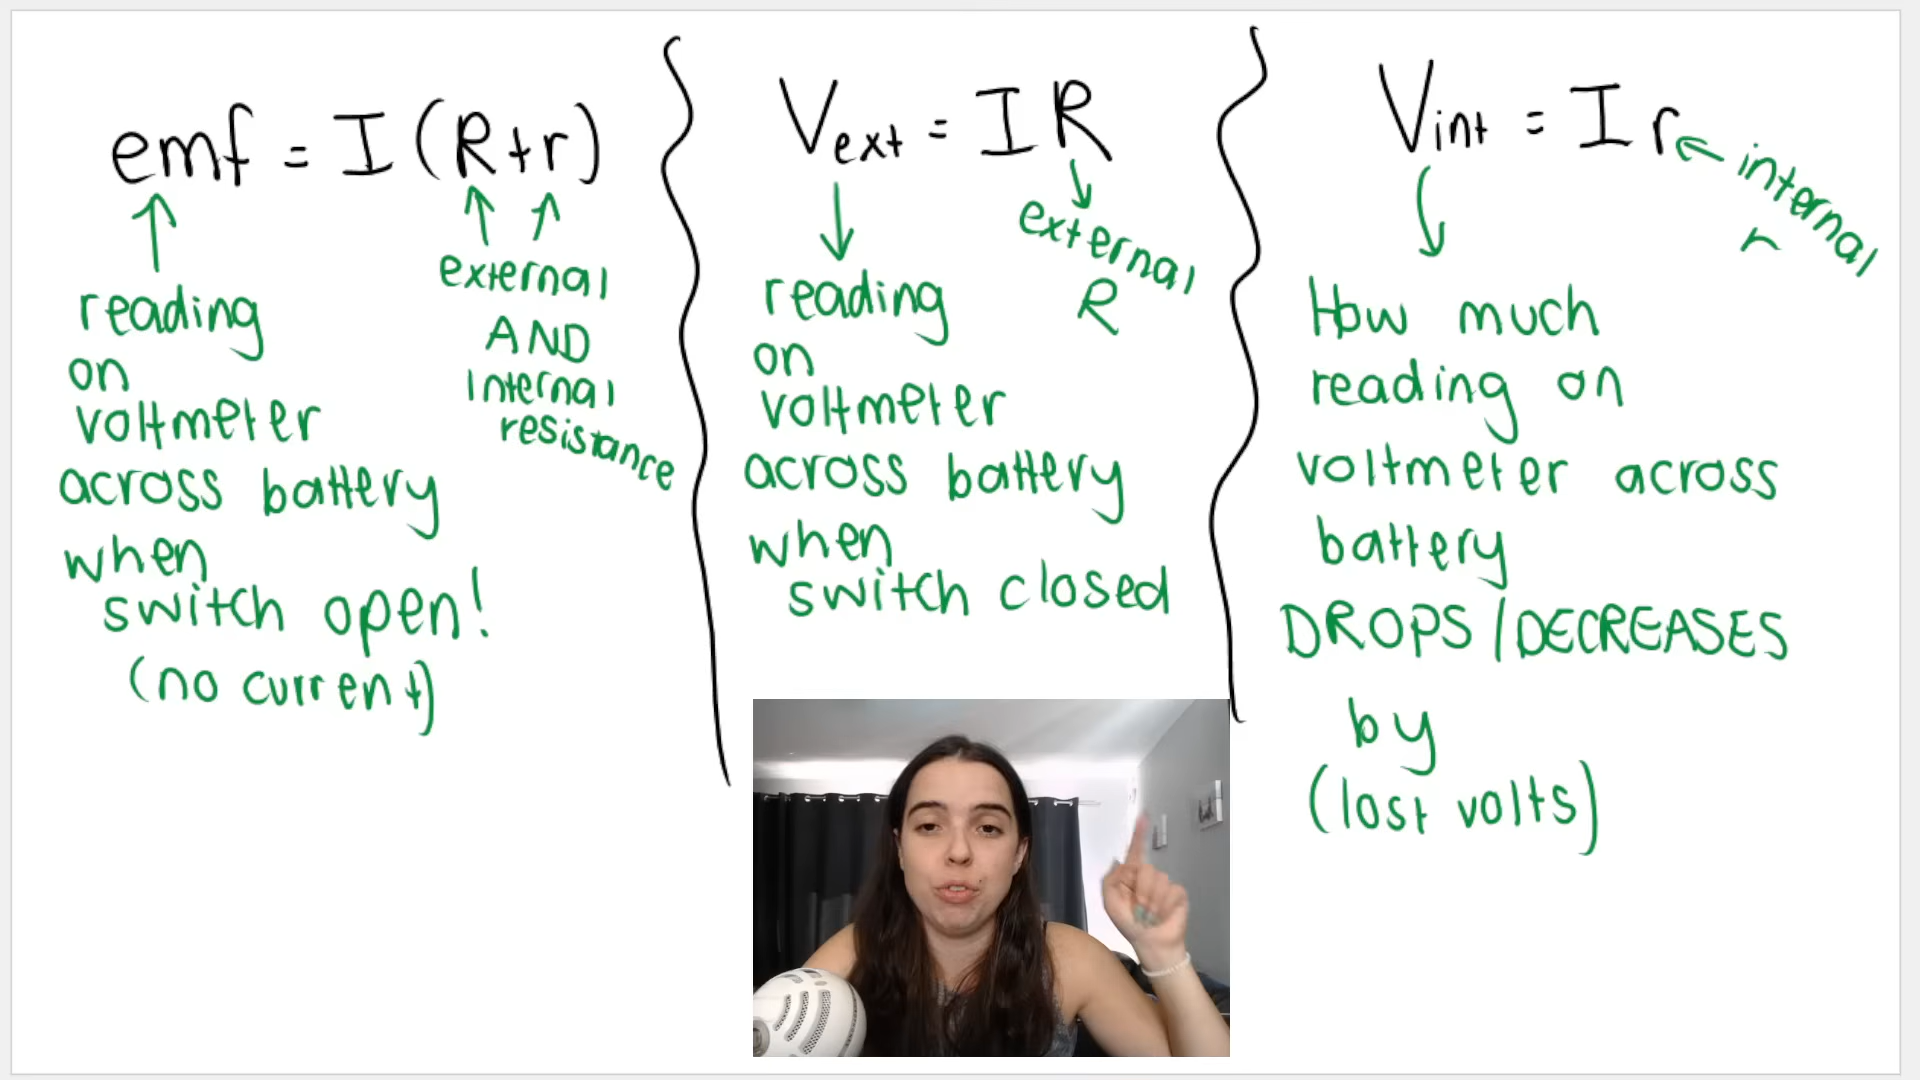 emf = I (R+r)
reading
on
voltmeter
across battery
when
switch open!
(no current)
external
AND
internal
resistance
Vext = IR
reading
on
voltmeter
across battery
when
switch closed
external
R
Vint = Ir
internal
r
How much
reading on
voltmeter across
battery
DROPS/DECREASES
by
(lost volts)